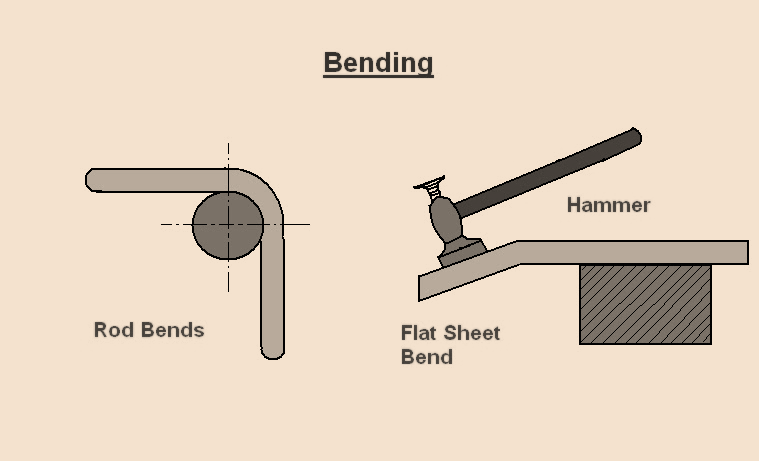 Bending
Hammer
Rod Bends
Flat Sheet
Bend